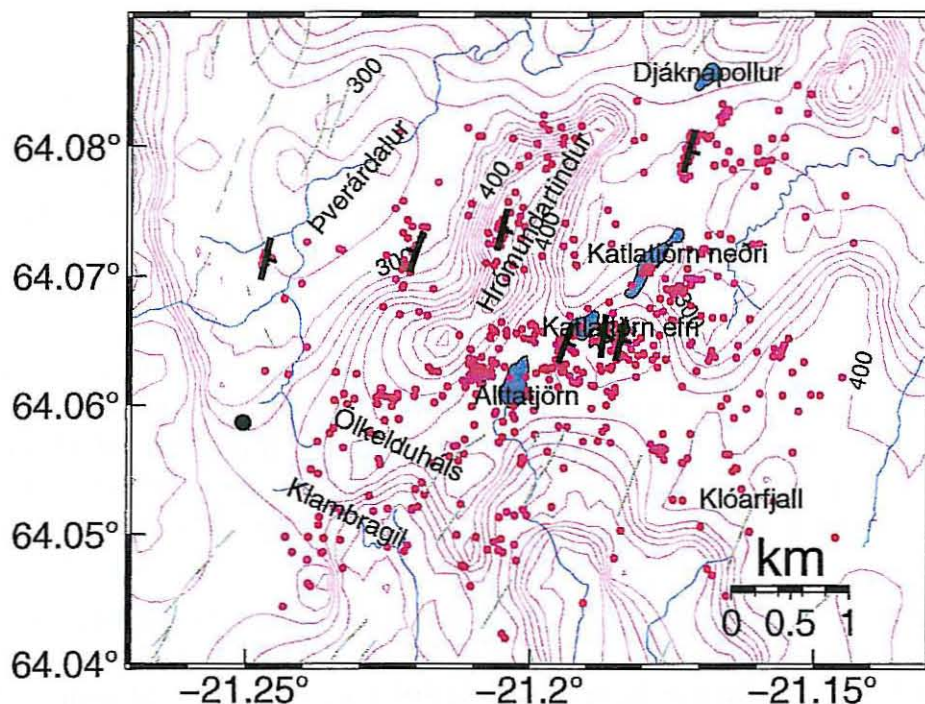 Djáknapollur
300
64.08°
Þverárdalur
400
Hrómundartindur
400
64.07°
300
Katlatjörn neðri
Katlatjörn efri
400
64.06°
Álftatjörn
Ölkelduháls
Klambragil
Klóarfjall
64.05°
km
0 0.5 1
64.04°
−21.25° −21.2° −21.15°